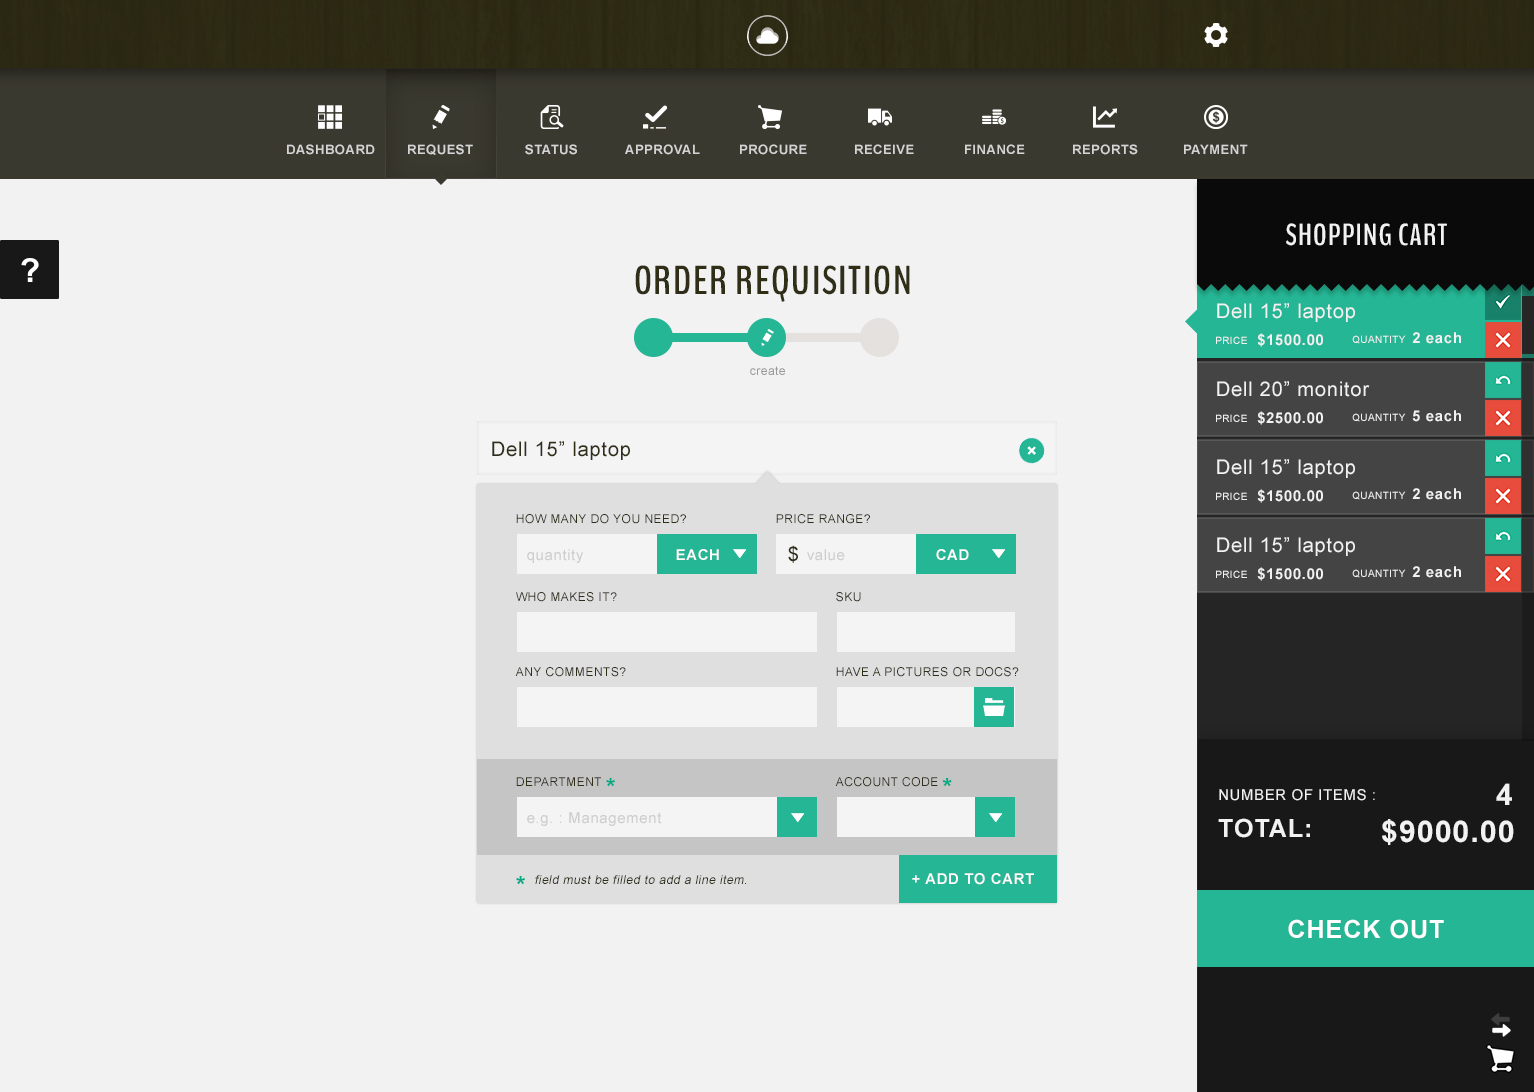 DASHBOARD
REQUEST
STATUS
APPROVAL
PROCURE
RECEIVE
FINANCE
REPORTS
PAYMENT
?
ORDER REQUISITION
create
Dell 15” laptop
HOW MANY DO YOU NEED?
PRICE RANGE?
quantity
EACH
$ value
CAD
WHO MAKES IT?
SKU
ANY COMMENTS?
HAVE A PICTURES OR DOCS?
DEPARTMENT *
ACCOUNT CODE *
e.g. : Management
* field must be filled to add a line item.
+ ADD TO CART
SHOPPING CART
Dell 15” laptop
PRICE $1500.00 QUANTITY 2 each
Dell 20” monitor
PRICE $2500.00 QUANTITY 5 each
Dell 15” laptop
PRICE $1500.00 QUANTITY 2 each
Dell 15” laptop
PRICE $1500.00 QUANTITY 2 each
NUMBER OF ITEMS : 4
TOTAL: $9000.00
CHECK OUT